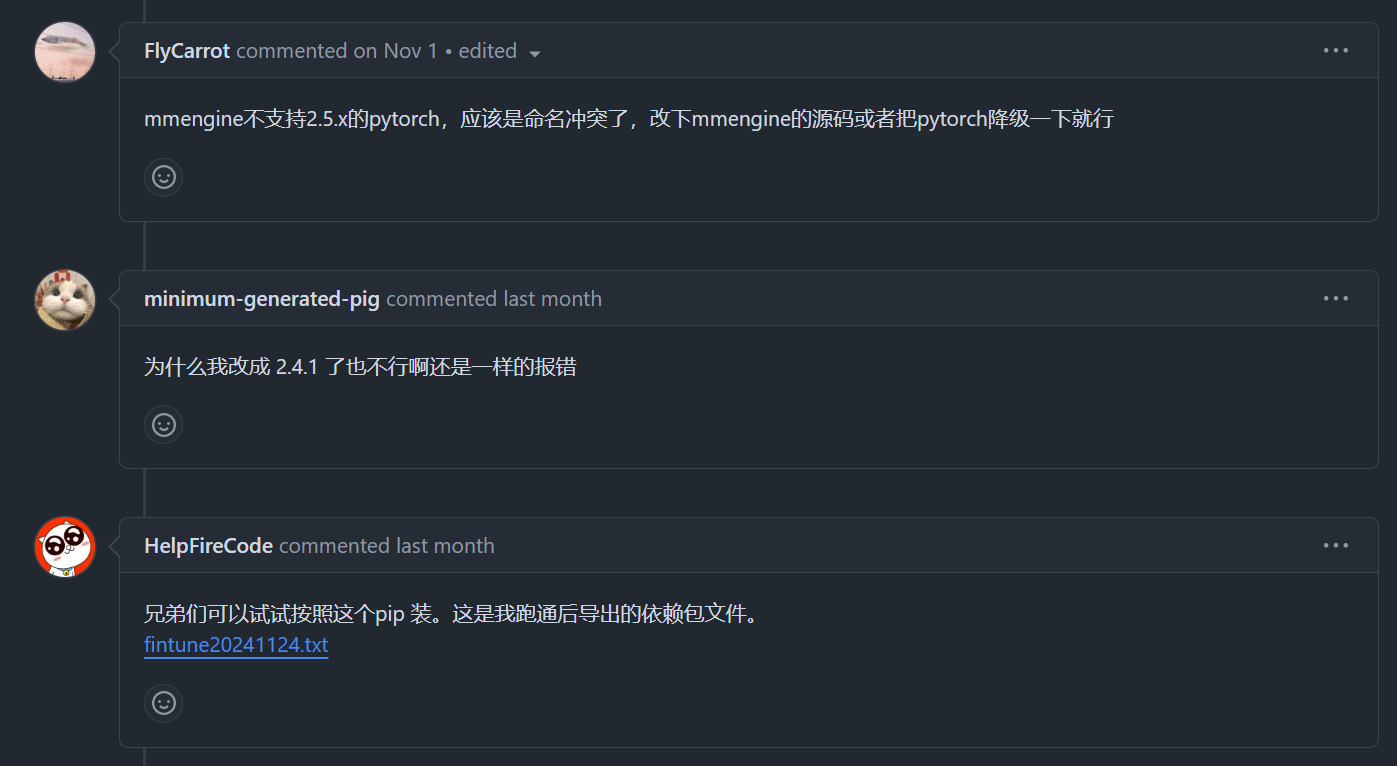 FlyCarrot commented on Nov 1 • edited
mmengine不支持2.5.x的pytorch，应该是命名冲突了，改下mmengine的源码或者把pytorch降级一下就行
minimum-generated-pig commented last month
为什么我改成 2.4.1 了也不行啊还是一样的报错
HelpFireCode commented last month
兄弟们可以试试按照这个pip 装。这是我跑通后导出的依赖包文件。
fintune20241124.txt